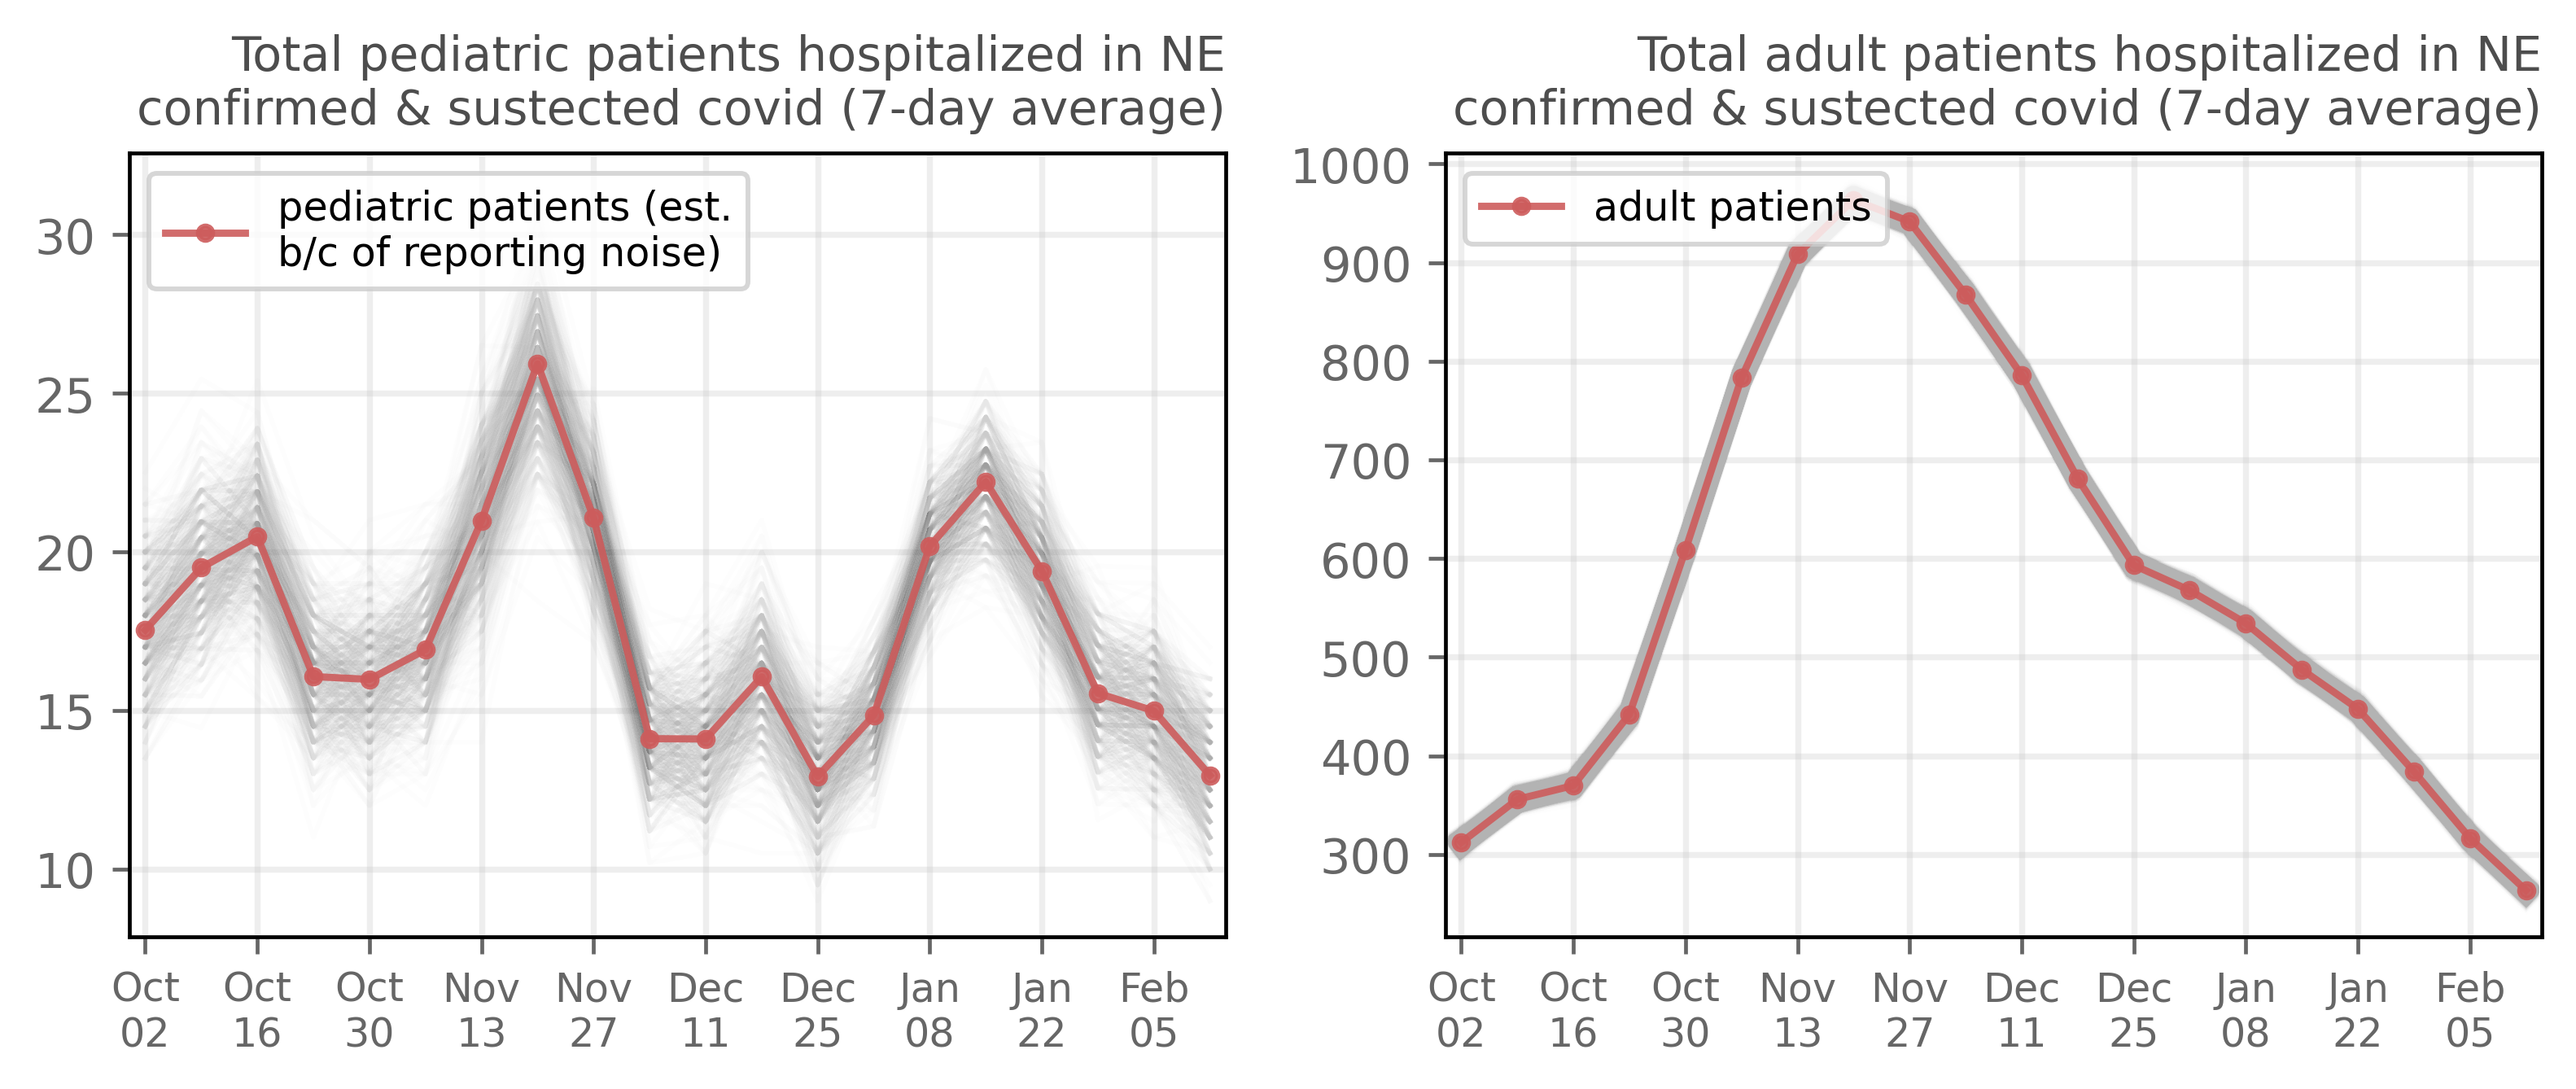 Total pediatric patients hospitalized in NE
confirmed & sustected covid (7-day average)
pediatric patients (est.
b/c of reporting noise)
30
25
20
15
10
Oct Oct Oct Nov Nov Dec Dec Jan Jan Feb
02 16 30 13 27 11 25 08 22 05
Total adult patients hospitalized in NE
confirmed & sustected covid (7-day average)
adult patients
1000
900
800
700
600
500
400
300
Oct Oct Oct Nov Nov Dec Dec Jan Jan Feb
02 16 30 13 27 11 25 08 22 05